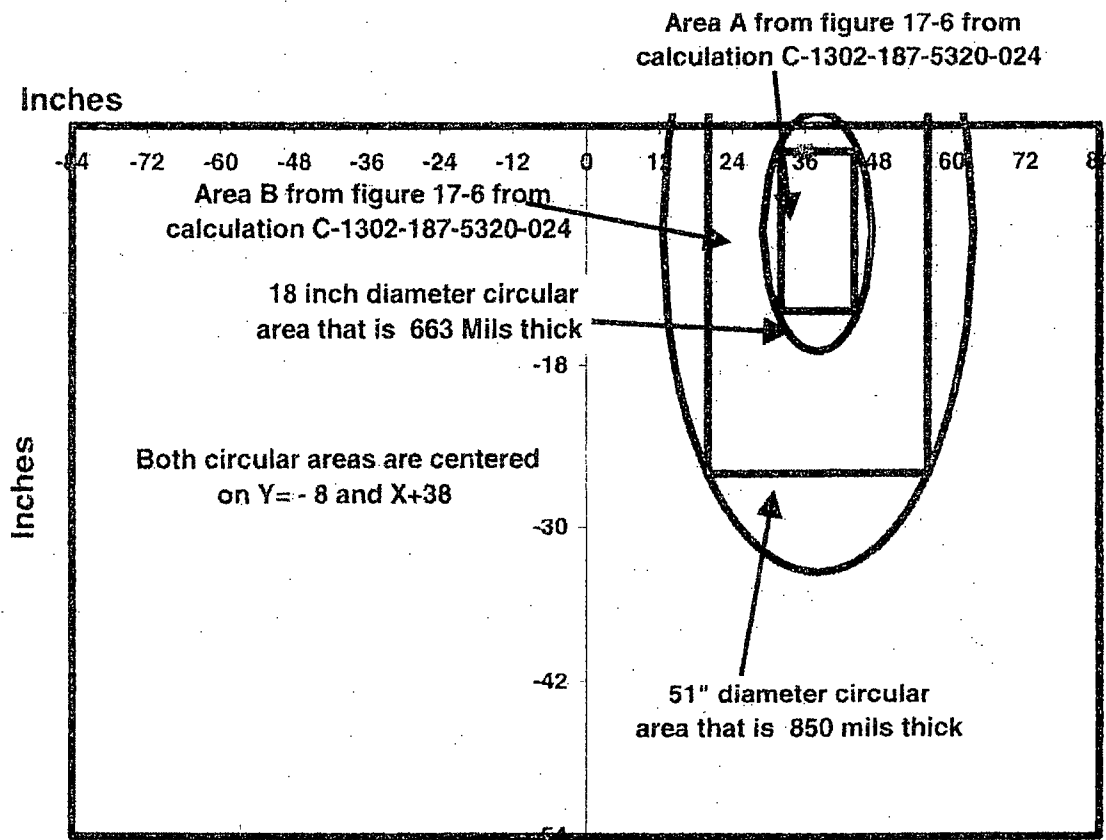 Area A from figure 17-6 from
calculation C-1302-187-5320-024
Inches
-84 -72 -60 -48 -36 -24 -12 0 12 24 36 48 60 72
Area B from figure 17-6 from
calculation C-1302-187-5320-024
18 inch diameter circular
area that is 663 Mils thick
-18
Both circular areas are centered
on Y= - 8 and X+38
Inches
-30
-42
51" diameter circular
area that is 850 mils thick
-54